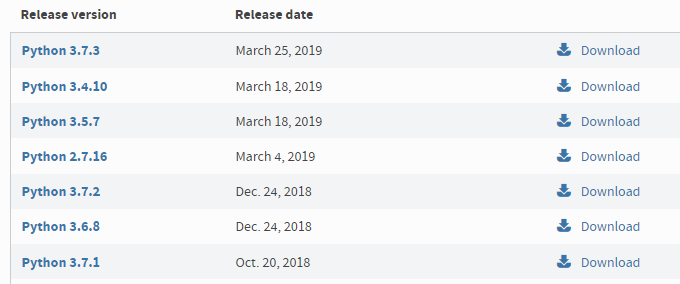 Release version Release date
Python 3.7.3 March 25, 2019 Download
Python 3.4.10 March 18, 2019 Download
Python 3.5.7 March 18, 2019 Download
Python 2.7.16 March 4, 2019 Download
Python 3.7.2 Dec. 24, 2018 Download
Python 3.6.8 Dec. 24, 2018 Download
Python 3.7.1 Oct. 20, 2018 Download